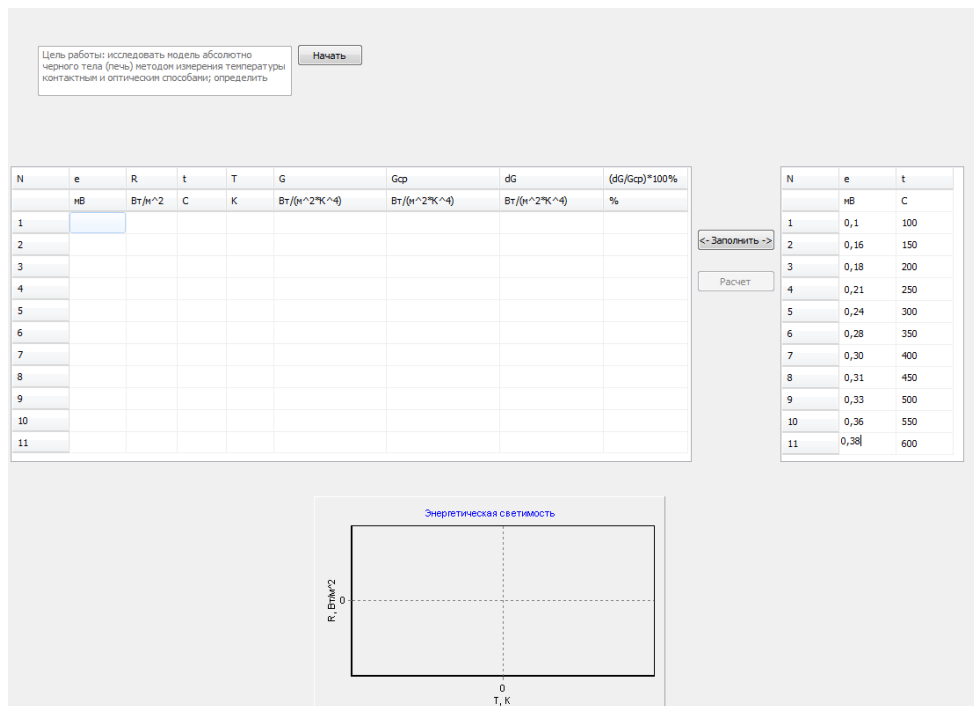 Цель работы: исследовать модель абсолютно
черного тела (печь) методом измерения температуры
контактным и оптическим способами; определить
Начать
N e R t T G Gср dG (dG/Gср)*100%
мВ Вт/м^2 С К Вт/(м^2*К^4) Вт/(м^2*К^4) Вт/(м^2*К^4) %
1
2
3
4
5
6
7
8
9
10
11
<- Заполнить ->
Расчет
N e t
мВ С
1 0,1 100
2 0,16 150
3 0,18 200
4 0,21 250
5 0,24 300
6 0,28 350
7 0,30 400
8 0,31 450
9 0,33 500
10 0,36 550
11 0,38 600
Энергетическая светимость
R, Вт/м^2
0
0
Т, К